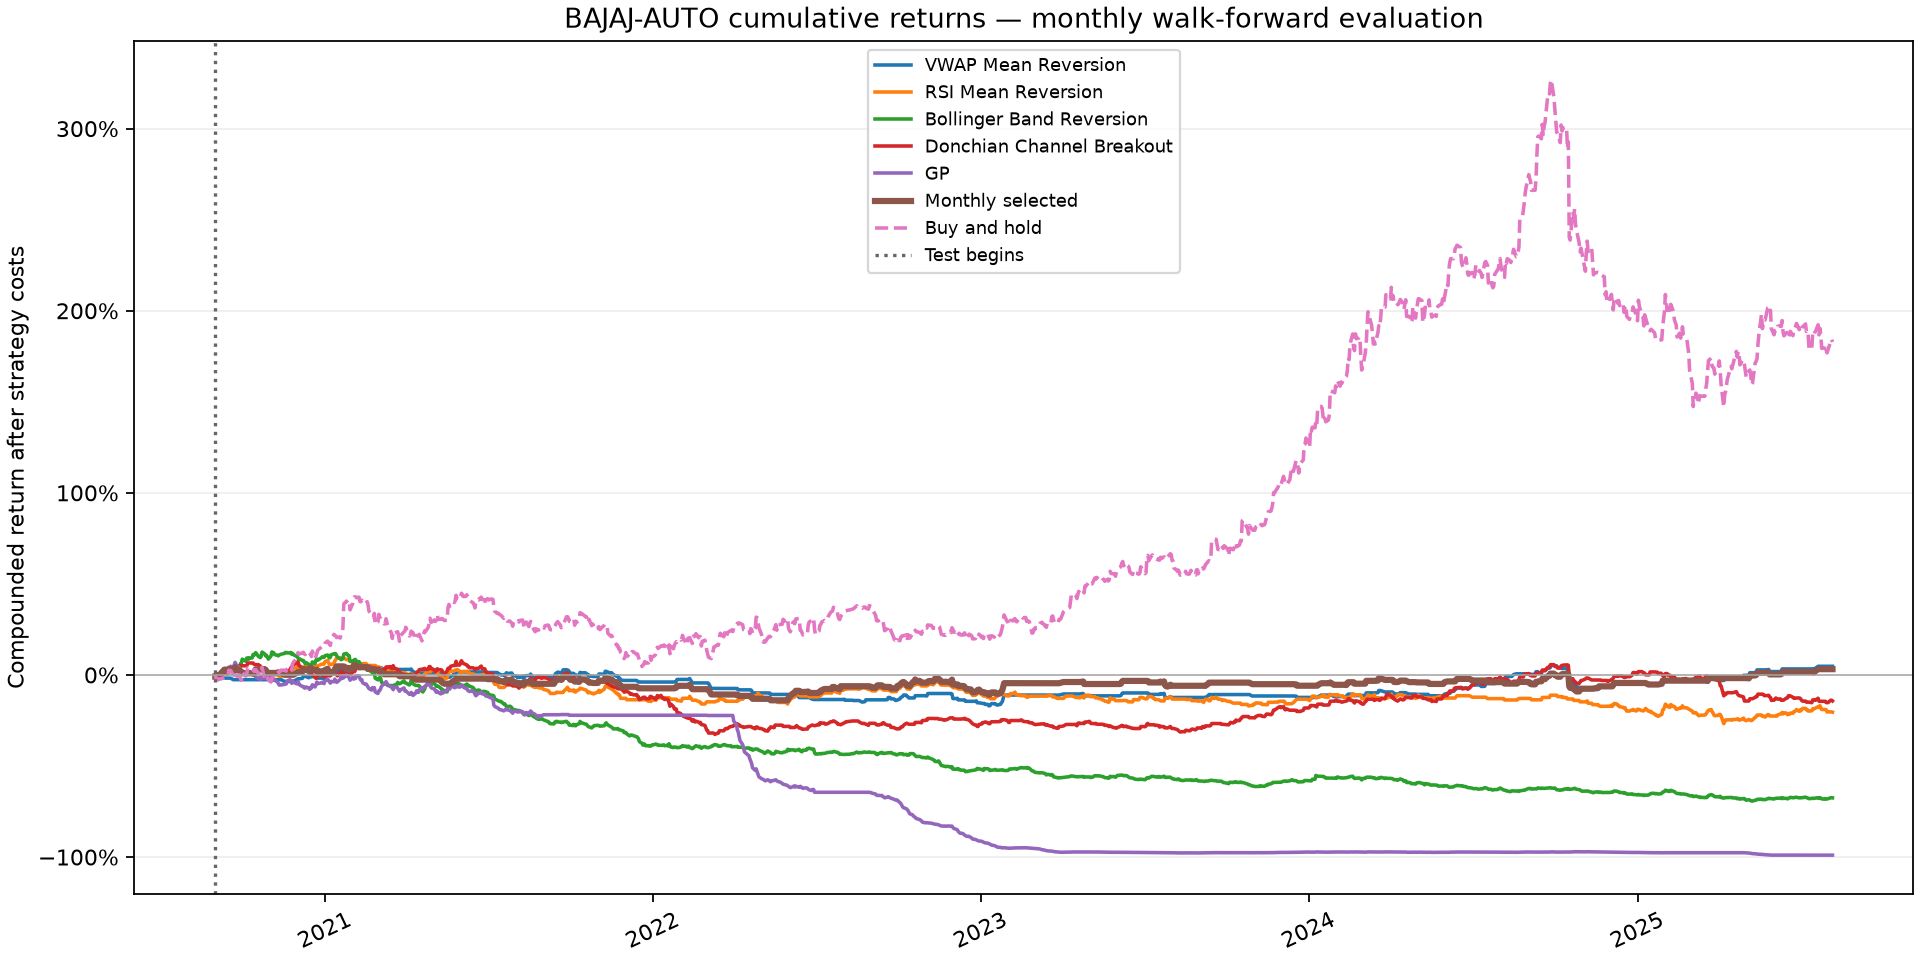 BAJAJ-AUTO cumulative returns — monthly walk-forward evaluation
Compounded return after strategy costs
300%
200%
100%
0%
−100%
VWAP Mean Reversion
RSI Mean Reversion
Bollinger Band Reversion
Donchian Channel Breakout
GP
Monthly selected
Buy and hold
Test begins
2021
2022
2023
2024
2025